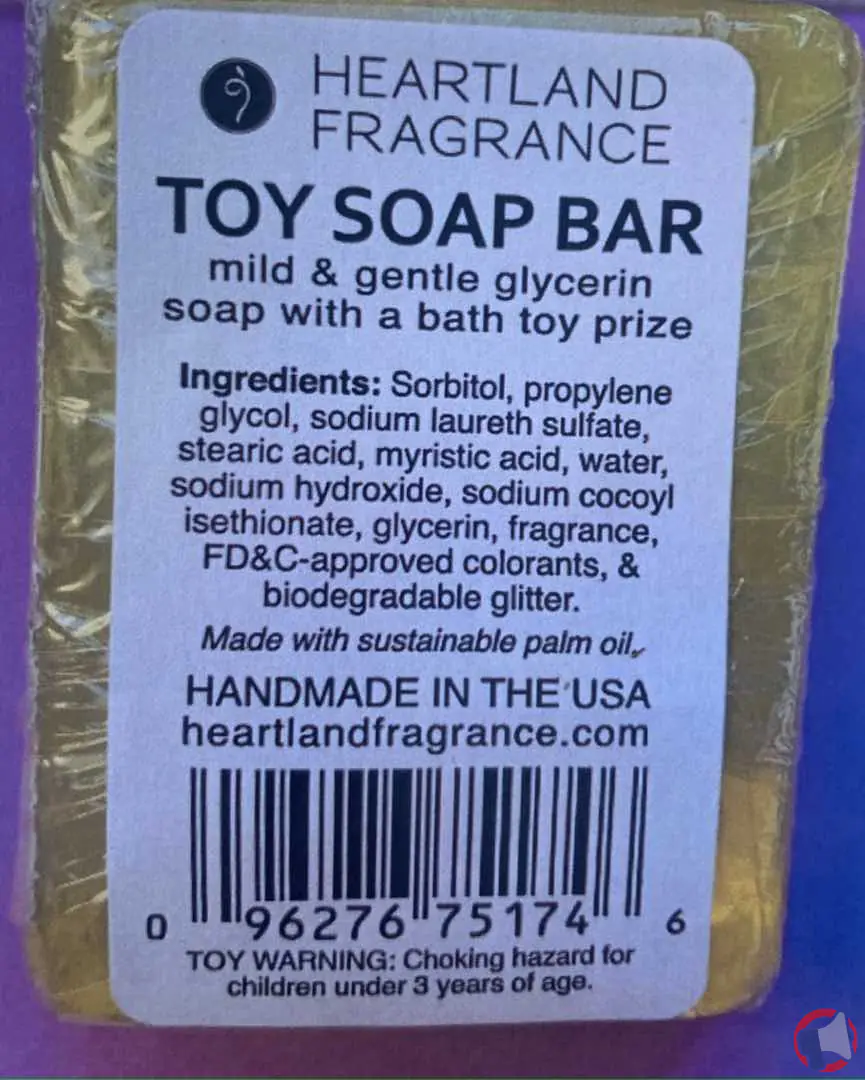 HEARTLAND
FRAGRANCE
TOY SOAP BAR
mild & gentle glycerin
soap with a bath toy prize
Ingredients: Sorbitol, propylene
glycol, sodium laureth sulfate,
stearic acid, myristic acid, water,
sodium hydroxide, sodium cocoyl
isethionate, glycerin, fragrance,
FD&C-approved colorants, &
biodegradable glitter.
Made with sustainable palm oil.
HANDMADE IN THE USA
heartlandfragrance.com
0 96276 75174 6
TOY WARNING: Choking hazard for
children under 3 years of age.